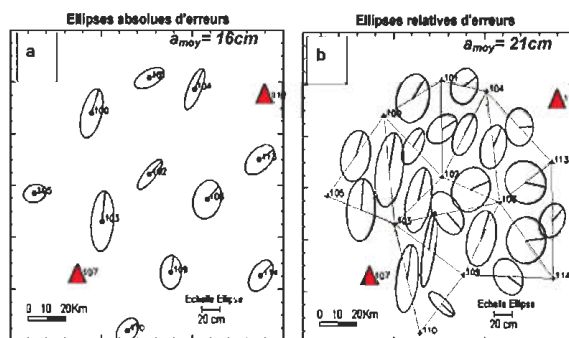 Ellipses absolues d'erreurs
a
a_moy = 16cm
104
100
102
105
103
106
113
107
109
114
110
0 10 20Km
Echelle Ellipse
20 cm
Ellipses relatives d'erreurs
b
a_moy = 21cm
101
104
100
113
102
105
106
103
107
109
114
110
0 10 20Km
Echelle Ellipse
20 cm